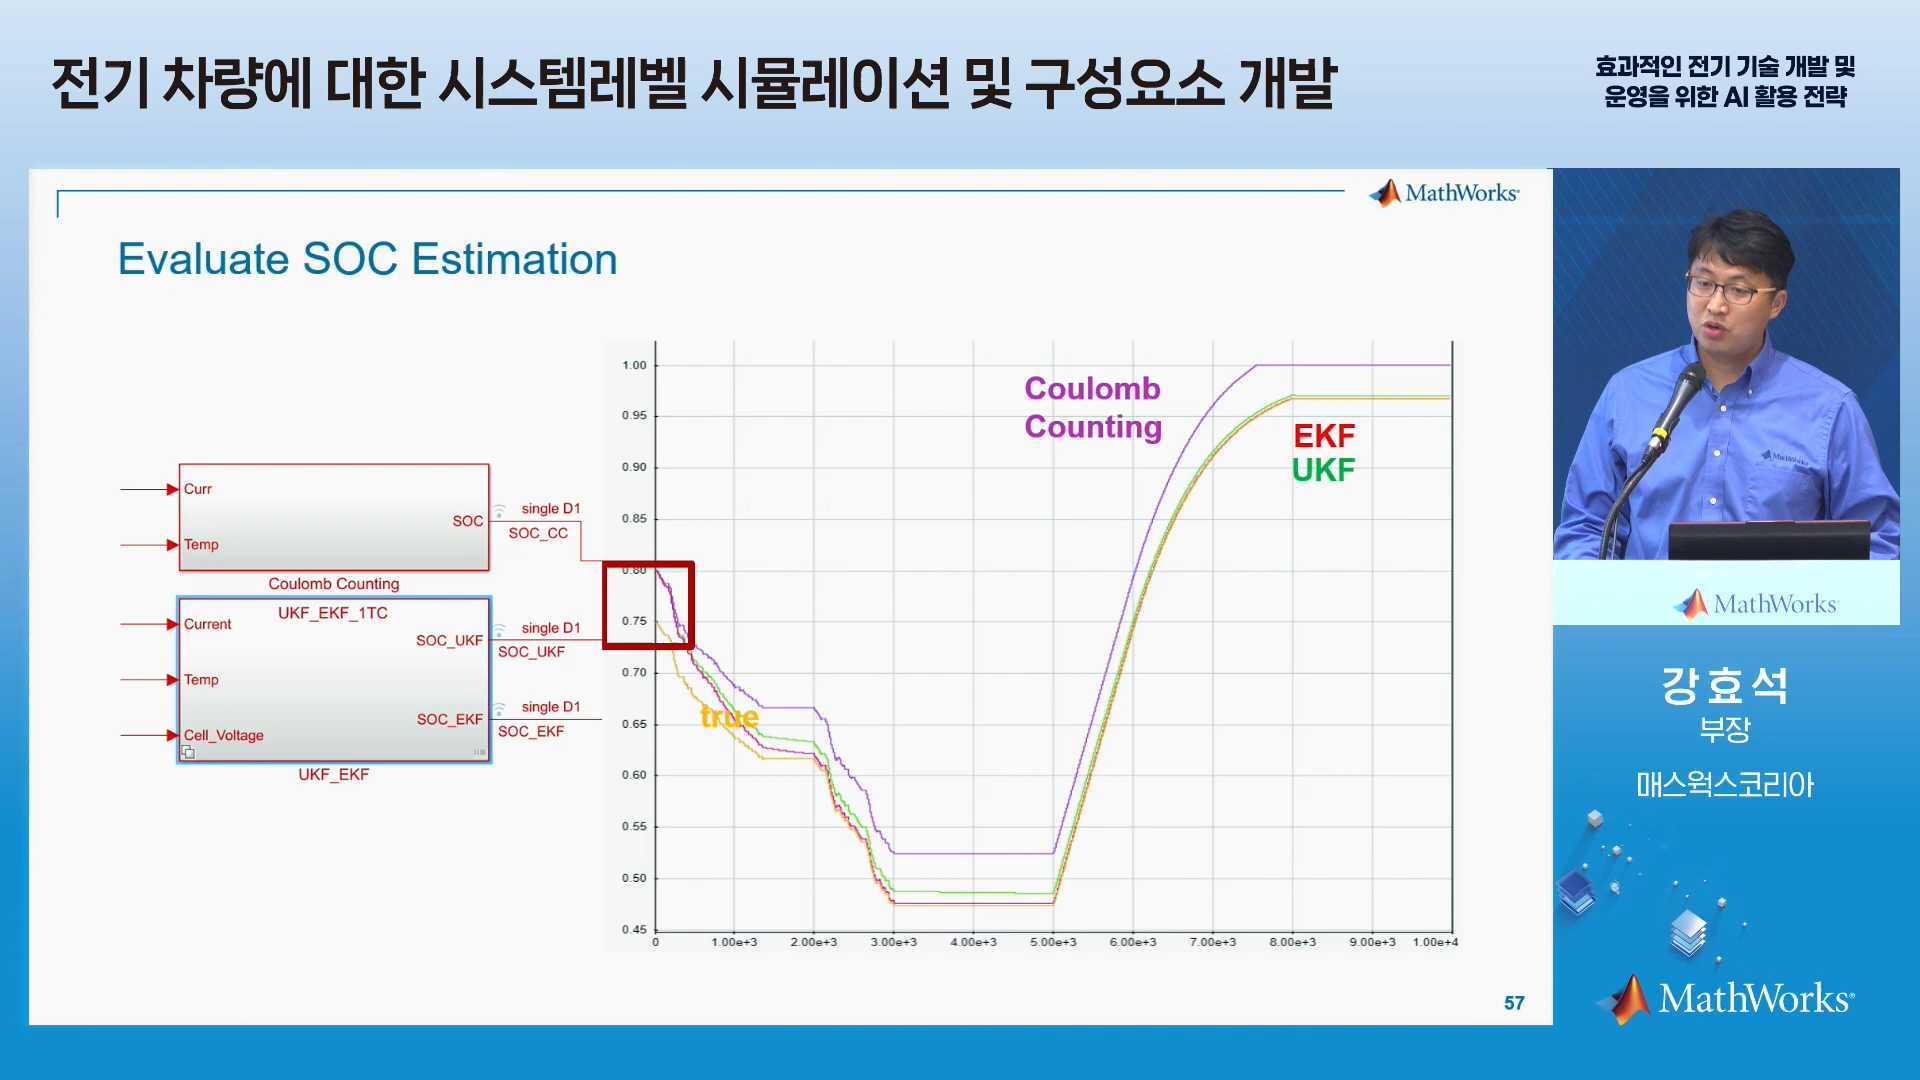 전기 차량에 대한 시스템레벨 시뮬레이션 및 구성요소 개발
효과적인 전기 기술 개발 및
운영을 위한 AI 활용 전략
MathWorks®
Evaluate SOC Estimation
Curr
Temp
SOC
single D1
SOC_CC
Coulomb Counting
UKF_EKF_1TC
Current
Temp
Cell_Voltage
SOC_UKF
single D1
SOC_UKF
SOC_EKF
single D1
SOC_EKF
UKF_EKF
1.00
0.95
0.90
0.85
0.80
0.75
0.70
0.65
0.60
0.55
0.50
0.45
0
1.00e+3
2.00e+3
3.00e+3
4.00e+3
5.00e+3
6.00e+3
7.00e+3
8.00e+3
9.00e+3
1.00e+4
Coulomb
Counting
EKF
UKF
true
57
MathWorks
MathWorks®
강효석
부장
매스웍스코리아
MathWorks®